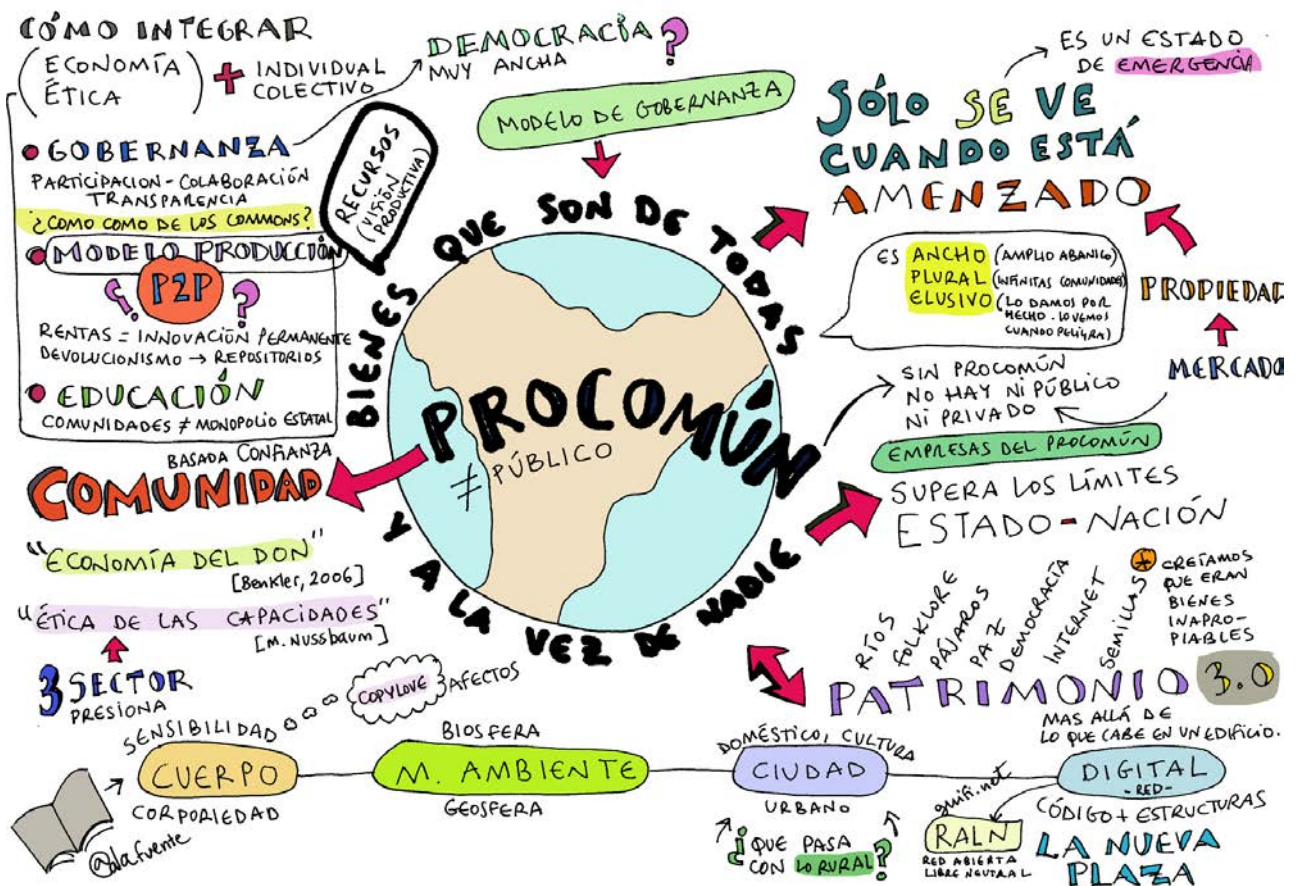 CÓMO INTEGRAR
(ECONOMÍA
ÉTICA)
+ INDIVIDUAL
COLECTIVO
GOBERNANZA
PARTICIPACION - COLABORACIÓN
TRANSPARENCIA
¿COMO COMO DE LOS COMMONS?
MODELO PRODUCCIÓN
¿P2P?
RENTAS = INNOVACIÓN PERMANENTE
DEVOLUCIONISMO → REPOSITORIOS
EDUCACIÓN
COMUNIDADES ≠ MONOPOLIO ESTATAL
DEMOCRACIA?
MUY ANCHA
MODELO DE GOBERNANZA
RECURSOS
(VISIÓN
PRODUCTIVA)
BIENES QUE SON DE TODAS
Y A LA VEZ DE NADIE
PROCOMÚN
≠ PÚBLICO
ES UN ESTADO
DE EMERGENCIA
SÓLO SE VE
CUANDO ESTÁ
AMENZADO
ES ANCHO (AMPLIO ABANICO)
PLURAL (INFINITAS COMUNIDADES)
ELUSIVO (LO DAMOS POR
HECHO. LO VEMOS
CUANDO PELIGRA)
PROPIEDAD
MERCADO
SIN PROCOMÚN
NO HAY NI PÚBLICO
NI PRIVADO
EMPRESAS DEL PROCOMÚN
SUPERA LOS LÍMITES
ESTADO-NACIÓN
BASADA CONFIANZA
COMUNIDAD
"ECONOMÍA DEL DON"
[Benkler, 2006]
"ÉTICA DE LAS CAPACIDADES"
[M. Nussbaum]
3 SECTOR
PRESIONA
RÍOS
FOLKLORE
PÁJAROS
PAZ
DEMOCRACIA
INTERNET
SEMILLAS *
* CREÍAMOS
QUE ERAN
BIENES
INAPRO-
PIABLES
PATRIMONIO 3.0
MAS ALLÁ DE
LO QUE CABE EN UN EDIFICIO.
SENSIBILIDAD
COPYLOVE
AFECTOS
CUERPO
CORPORIEDAD
@alafuente
BIOSFERA
M. AMBIENTE
GEOSFERA
DOMÉSTICO, CULTURA
CIUDAD
URBANO
¿QUE PASA
CON LO RURAL?
DIGITAL
-RED-
CÓDIGO + ESTRUCTURAS
guifi.net
RALN
RED ABIERTA
LIBRE NEUTRAL
LA NUEVA
PLAZA